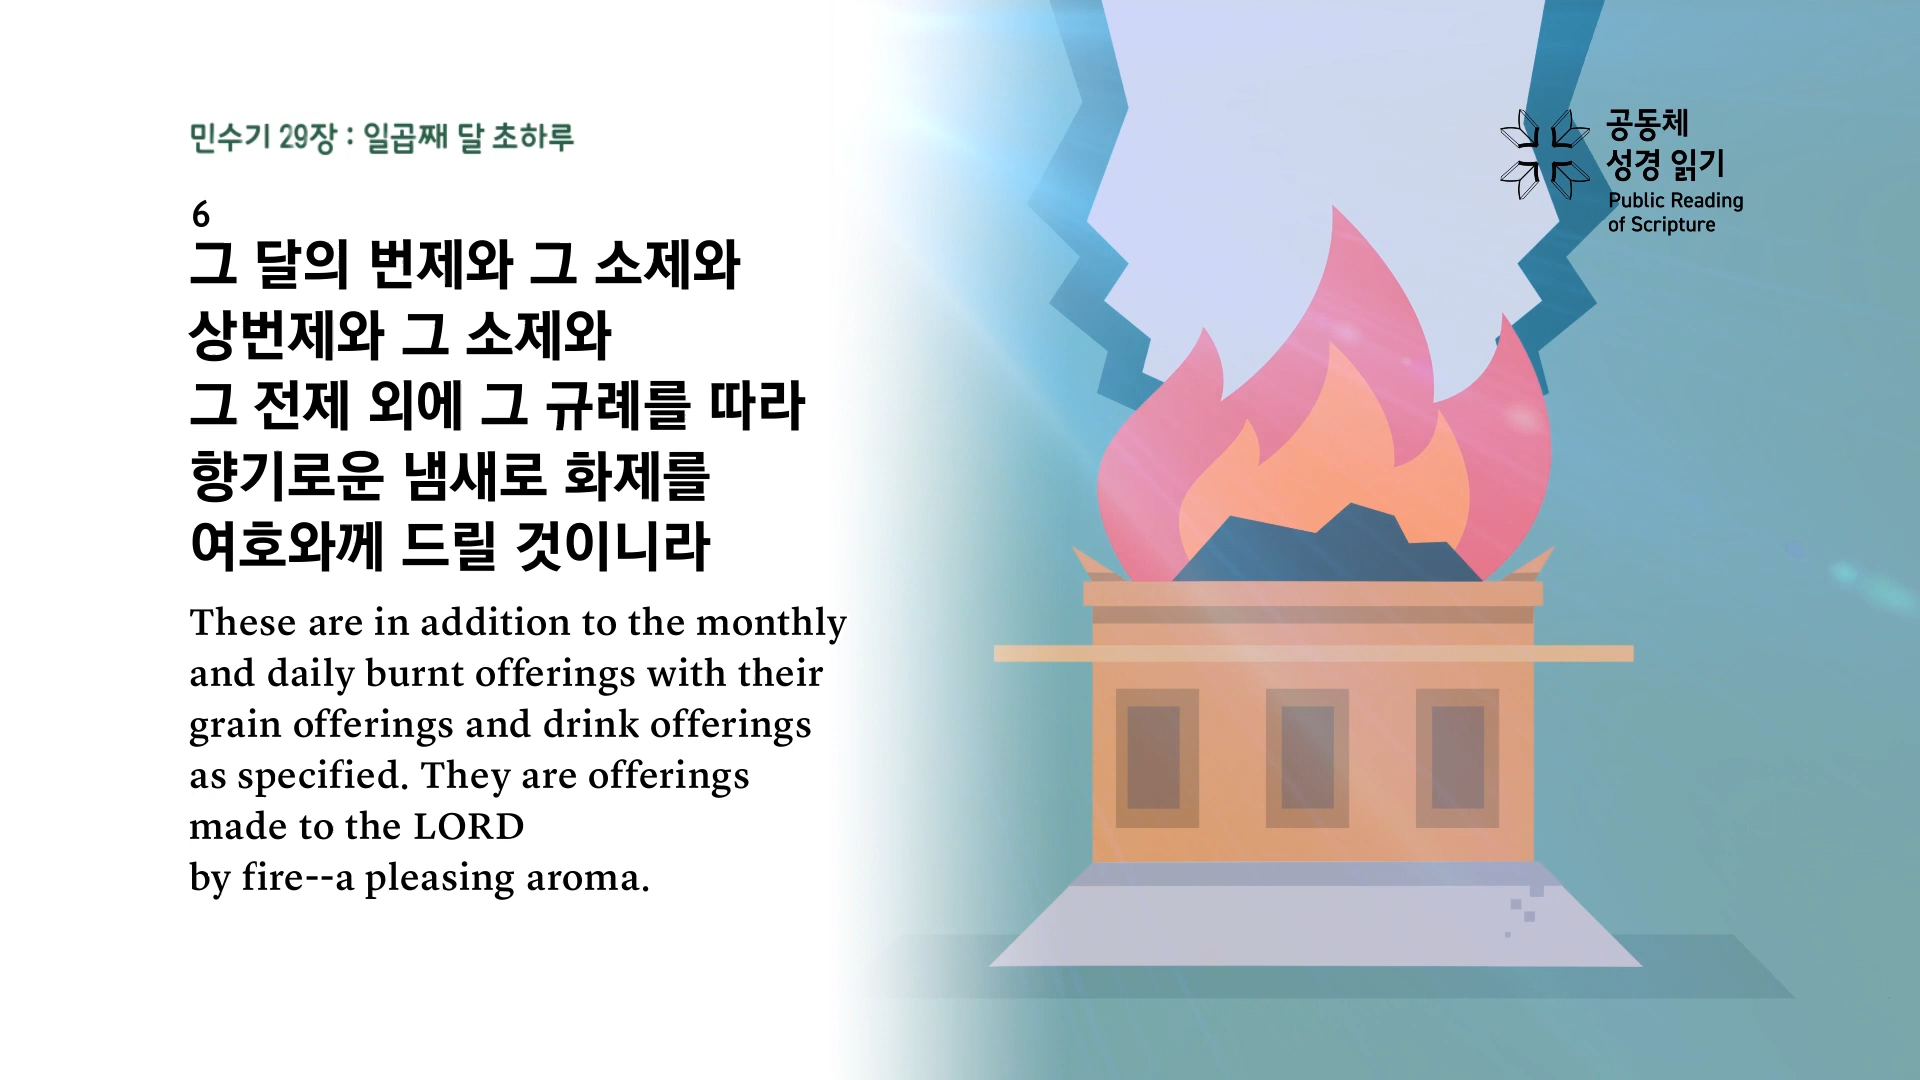 민수기 29장 : 일곱째 달 초하루
6
그 달의 번제와 그 소제와
상번제와 그 소제와
그 전제 외에 그 규례를 따라
향기로운 냄새로 화제를
여호와께 드릴 것이니라
These are in addition to the monthly
and daily burnt offerings with their
grain offerings and drink offerings
as specified. They are offerings
made to the LORD
by fire--a pleasing aroma.
공동체
성경 읽기
Public Reading
of Scripture